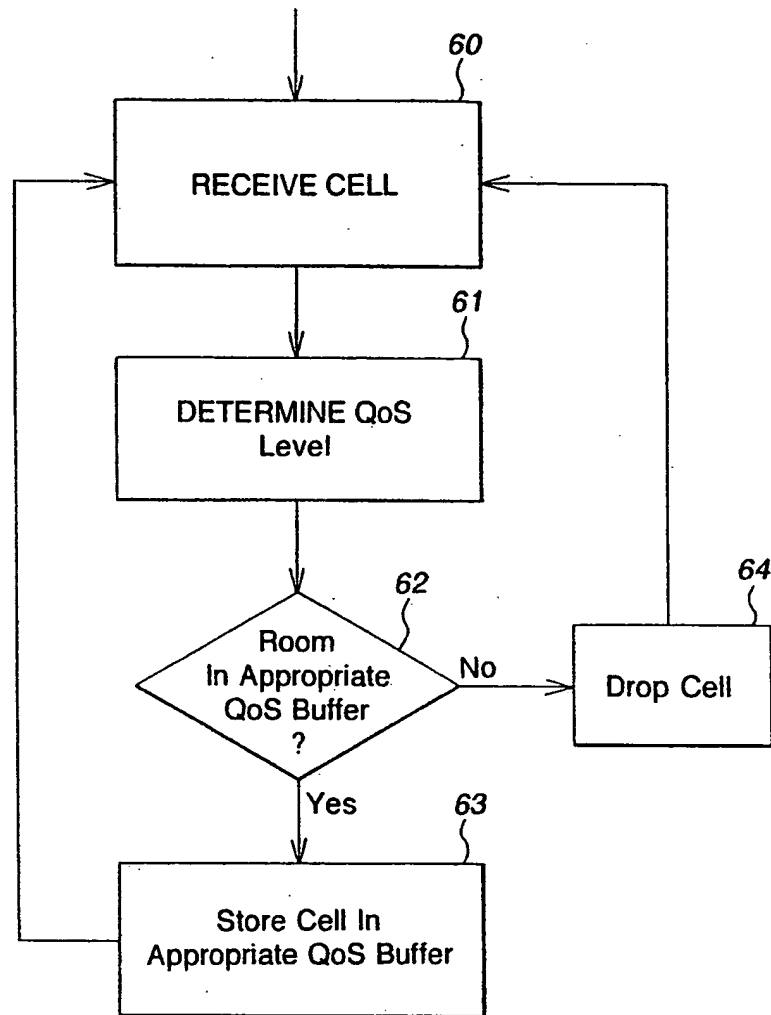 60
RECEIVE CELL
61
DETERMINE QoS
Level
62
Room
In Appropriate
QoS Buffer
?
No
64
Drop Cell
Yes
63
Store Cell In
Appropriate QoS Buffer